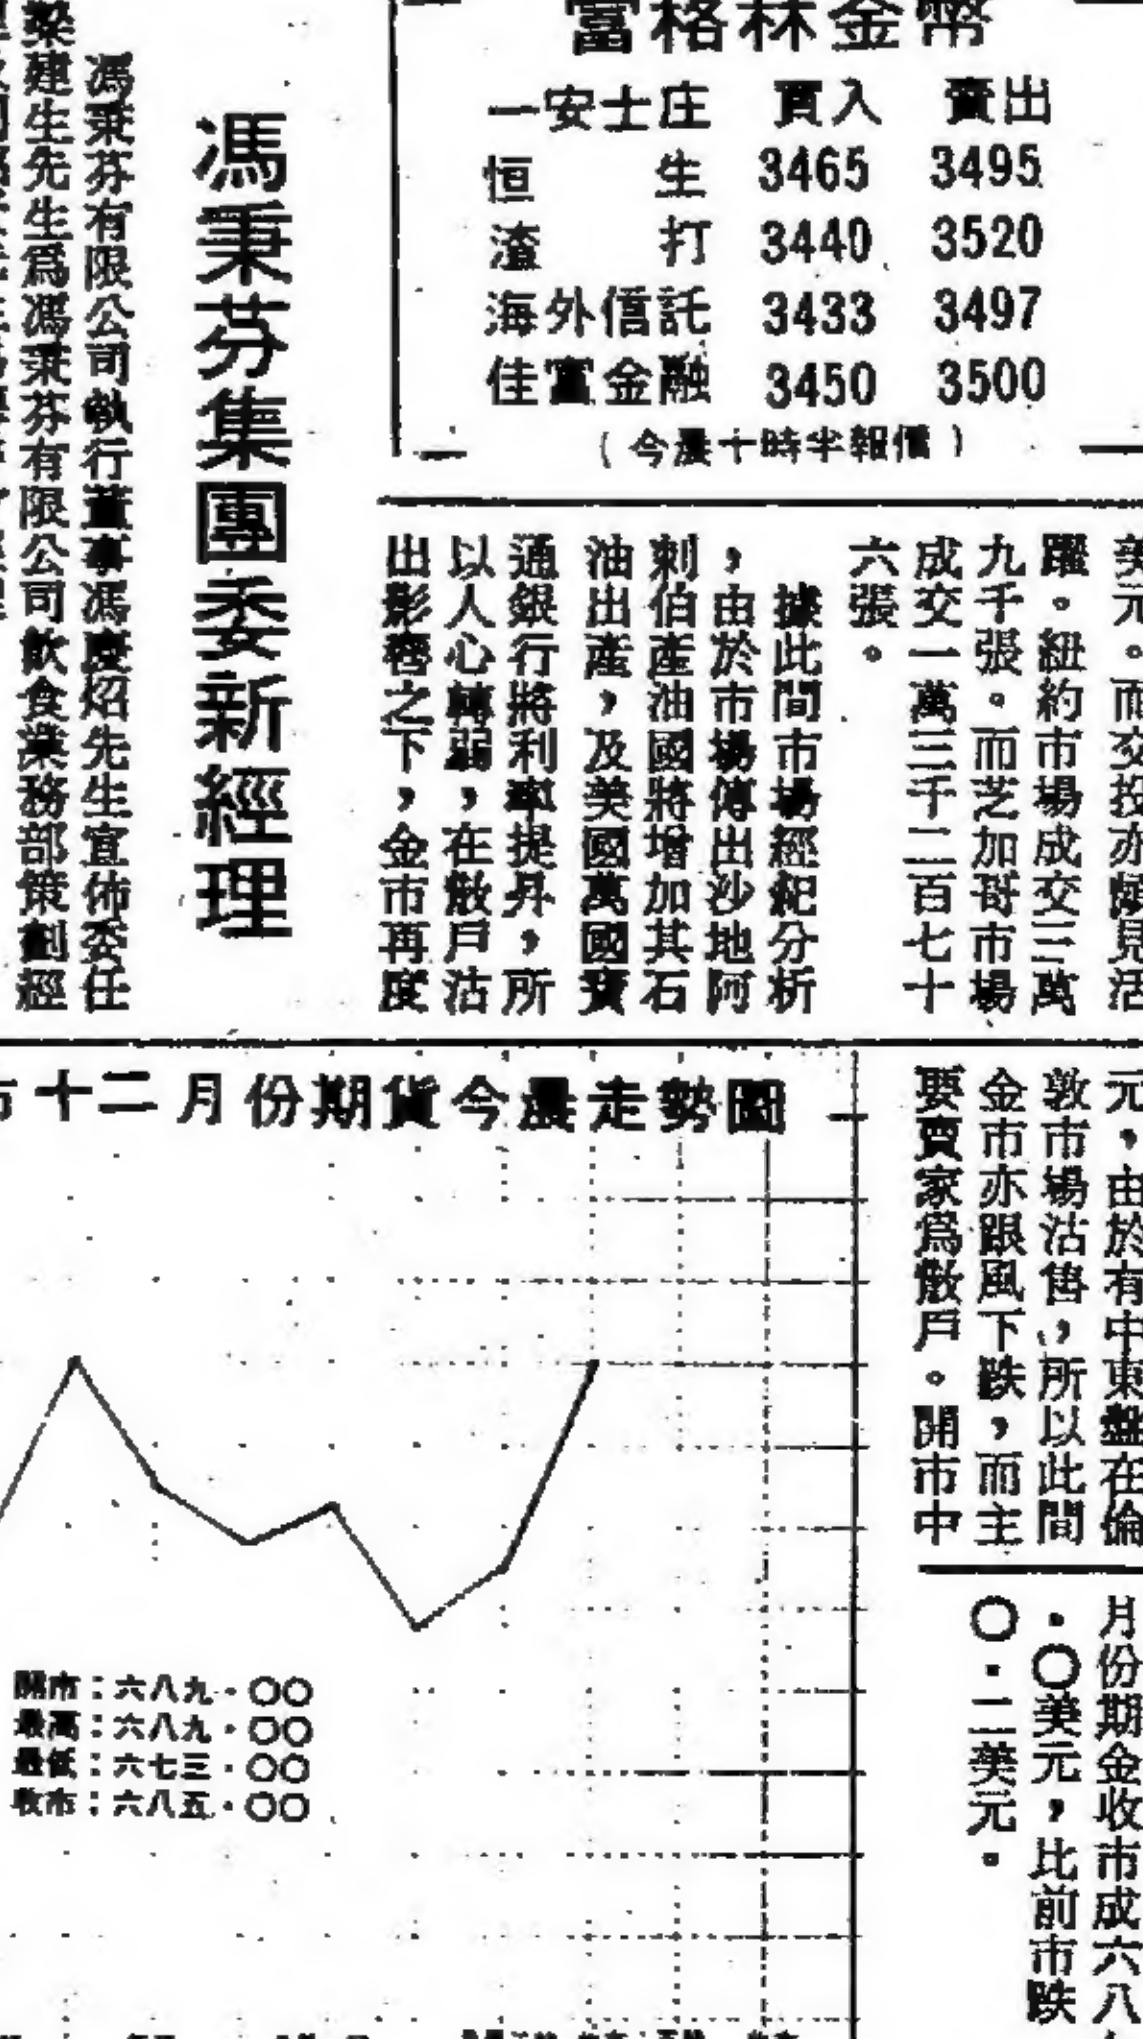 富格林金幣
一安士庄 買入 賣出
恒生 3465 3495
渣打 3440 3520
海外信託 3433 3497
佳富金融 3450 3500
(今晨十時半報價)
美元。而交投亦頗見活
躍。紐約市場成交三萬
九千張。而芝加哥市場
成交一萬三千二百七十
六張。
據此間市場經紀分析
,由於市場傳出沙地阿
刺伯產油國將增加其石
油出產,及美國萬國寶
通銀行將利率提升,所
以人心轉弱,在散戶沽
出影響之下,金市再度
馮秉芬集團委新經理
馮秉芬有限公司執行董事馮慶炤先生宣佈委任
梁建生先生為馮秉芬有限公司飲食業務部策劃經
元,由於有中東盤在倫
敦市場沽售,所以此間
金市亦跟風下跌,而主
要賣家為散戶。開市中
月份期金收市成六八
・〇美元,比前市跌
〇・二美元。
十二月份期貨今晨走勢圖
開市:六八九・〇〇
最高:六八九・〇〇
最低:六七三・〇〇
收市:六八五・〇〇